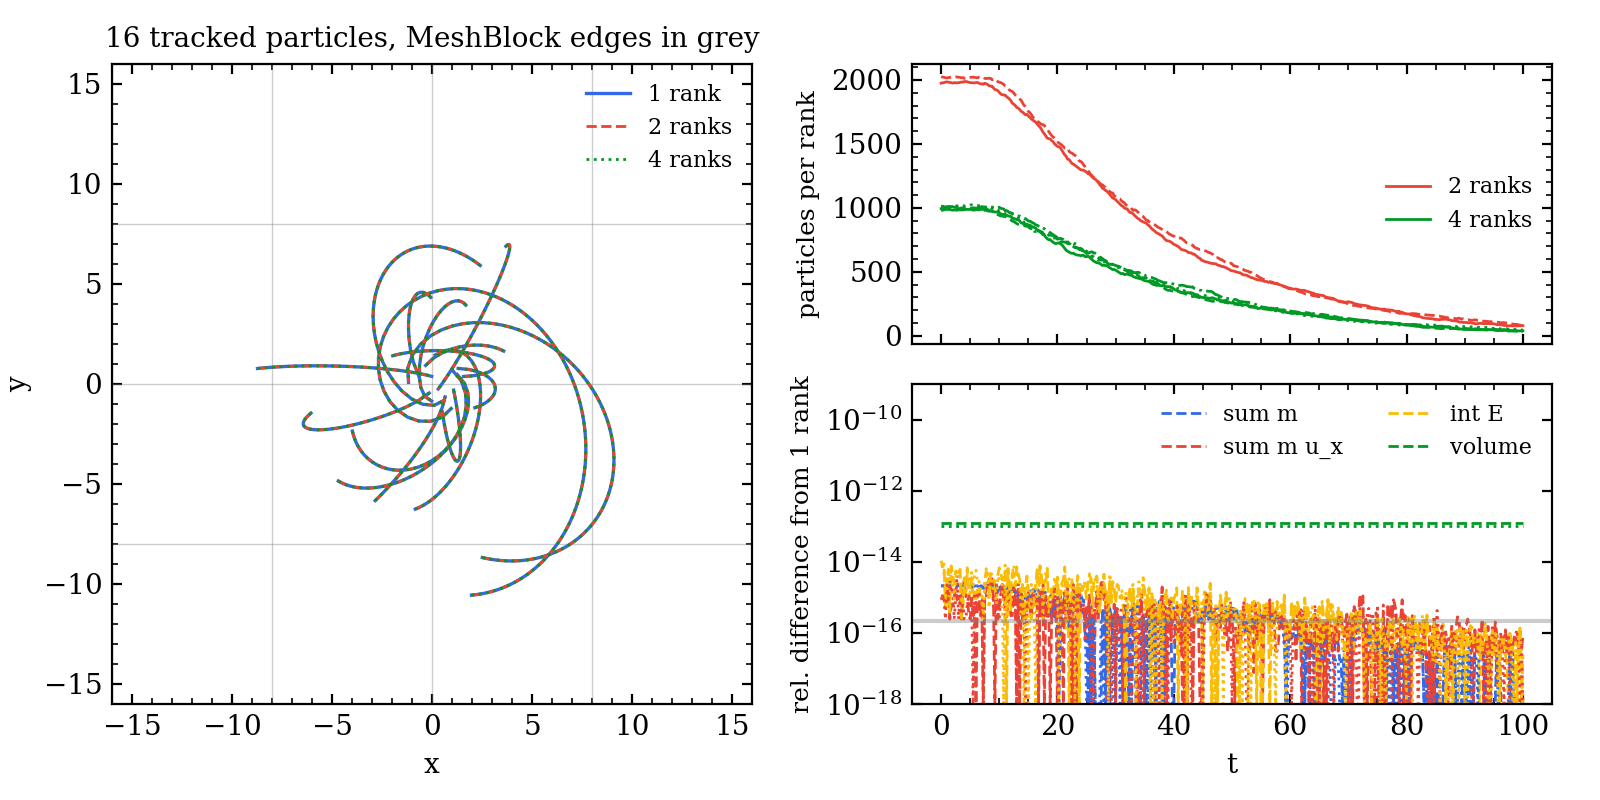 16 tracked particles, MeshBlock edges in grey
1 rank
2 ranks
4 ranks
15
10
5
0
−5
−10
−15
y
−15
−10
−5
0
5
10
15
x
2000
1500
1000
500
0
particles per rank
2 ranks
4 ranks
10−10
10−12
10−14
10−16
10−18
rel. difference from 1 rank
sum m
sum m u_x
int E
volume
0
20
40
60
80
100
t